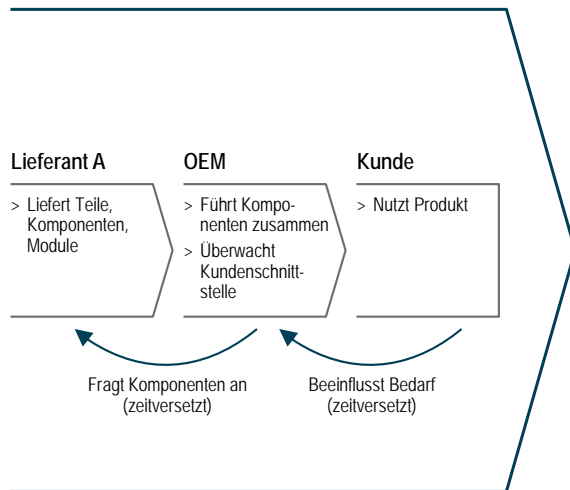 Lieferant A
> Liefert Teile,
Komponenten,
Module
OEM
> Führt Kompo-
nenten zusammen
> Überwacht
Kundenschnitt-
stelle
Kunde
> Nutzt Produkt
Fragt Komponenten an
(zeitversetzt)
Beeinflusst Bedarf
(zeitversetzt)